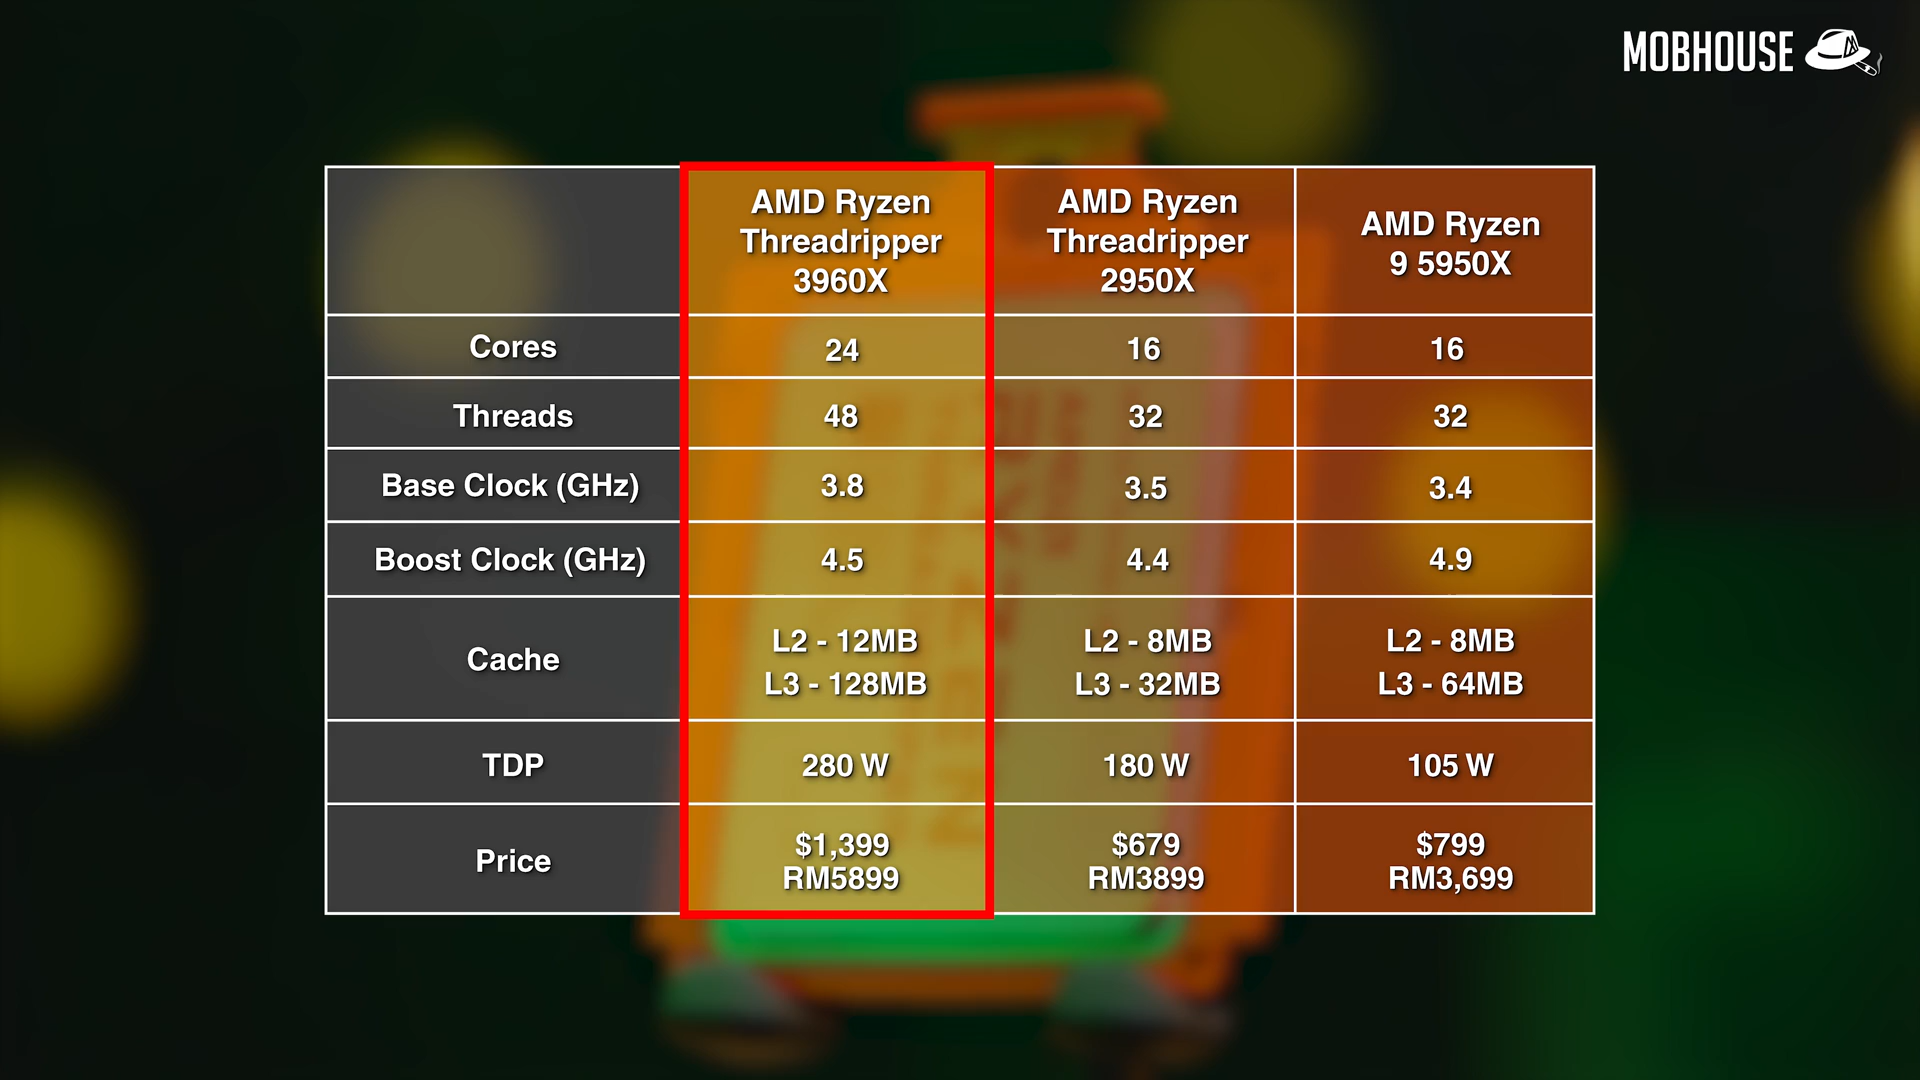 MOBHOUSE
AMD Ryzen
Threadripper
3960X
AMD Ryzen
Threadripper
2950X
AMD Ryzen
9 5950X
Cores
24
16
16
Threads
48
32
32
Base Clock (GHz)
3.8
3.5
3.4
Boost Clock (GHz)
4.5
4.4
4.9
Cache
L2 - 12MB
L3 - 128MB
L2 - 8MB
L3 - 32MB
L2 - 8MB
L3 - 64MB
TDP
280 W
180 W
105 W
Price
$1,399
RM5899
$679
RM3899
$799
RM3,699